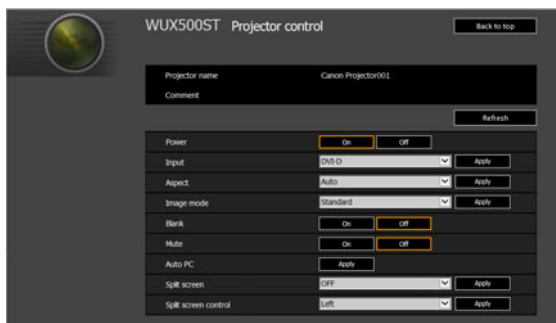 WUX500ST Projector control Back to top
Projector name Canon Projector001
Comment
Refresh
Power On Off
Input DVI-D Apply
Aspect Auto Apply
Image mode Standard Apply
Blank On Off
Mute On Off
Auto PC Apply
Split screen OFF Apply
Split screen control Left Apply